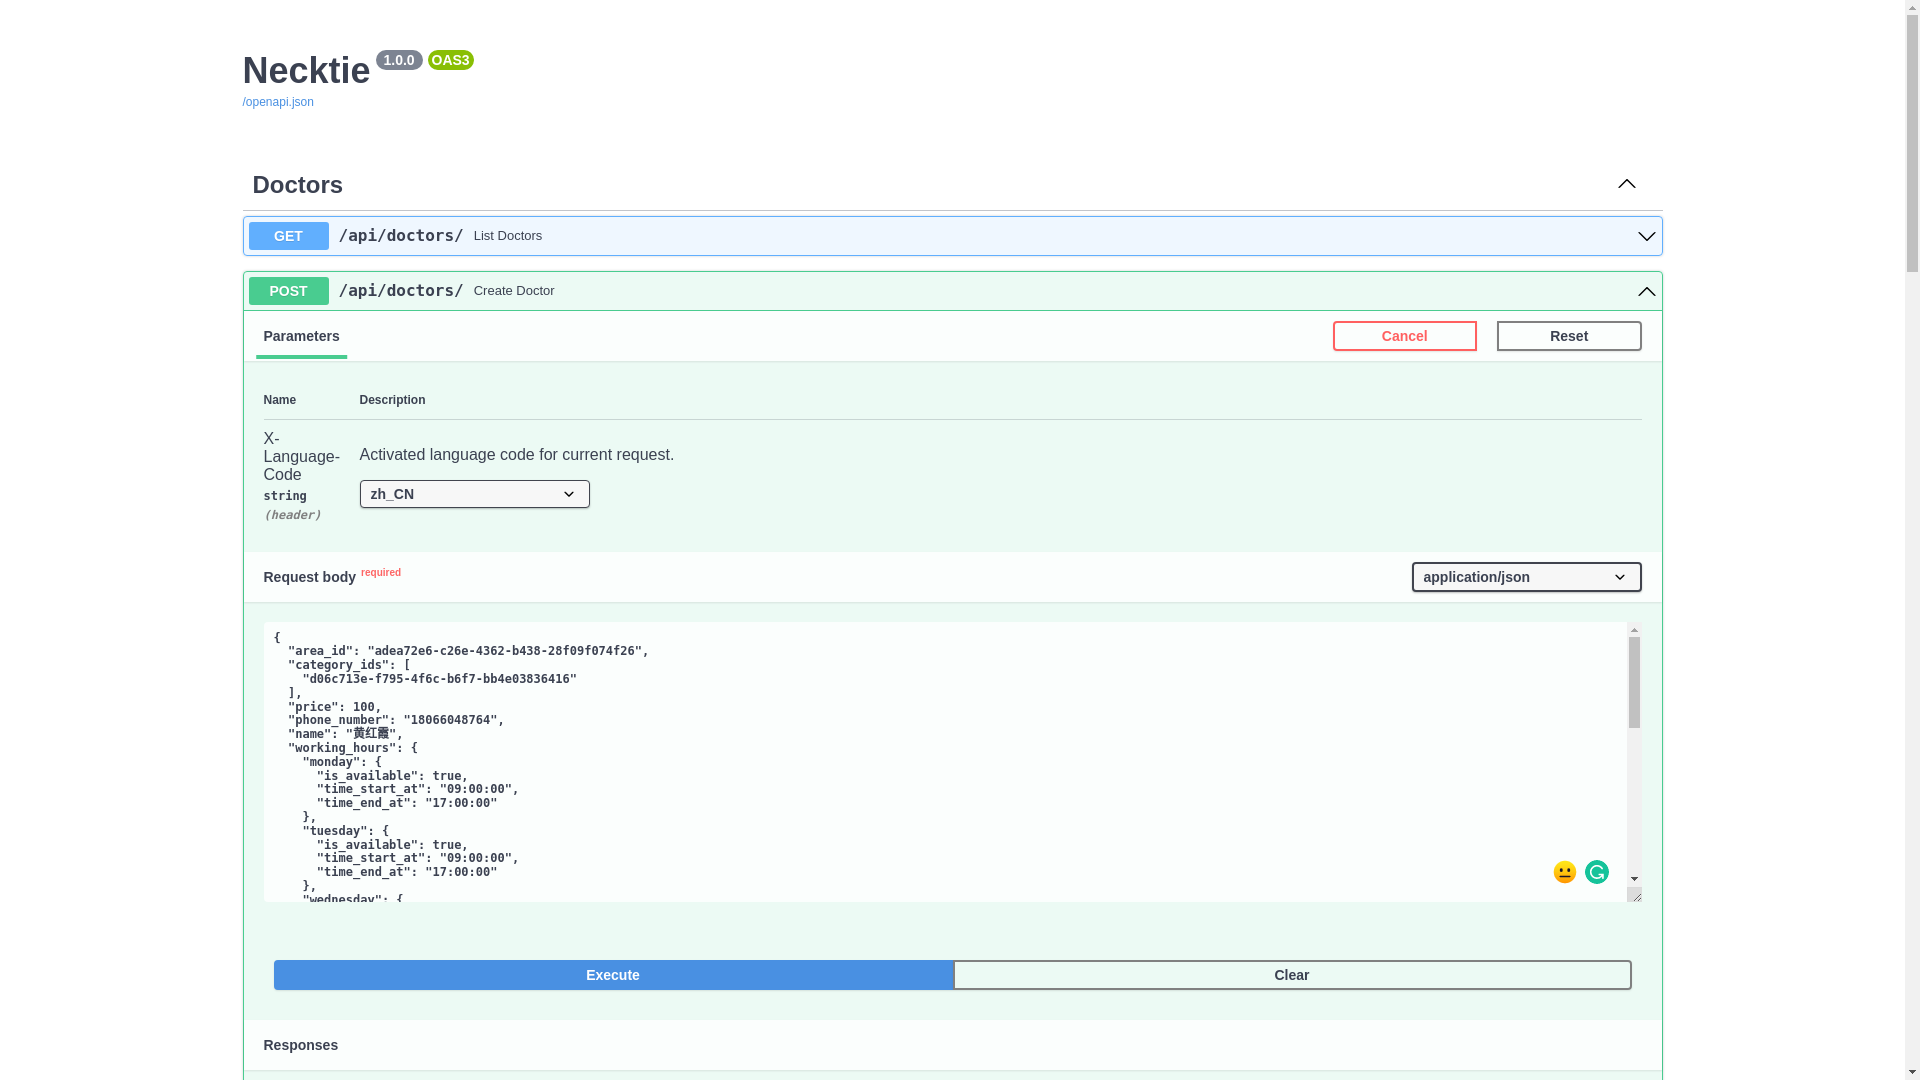 Necktie 1.0.0 OAS3
/openapi.json
Doctors
GET /api/doctors/ List Doctors
POST /api/doctors/ Create Doctor
Parameters Cancel Reset
Name Description
X-
Language-
Code
string
(header)
Activated language code for current request.
zh_CN
Request body required application/json
{
  "area_id": "adea72e6-c26e-4362-b438-28f09f074f26",
  "category_ids": [
    "d06c713e-f795-4f6c-b6f7-bb4e03836416"
  ],
  "price": 100,
  "phone_number": "18066048764",
  "name": "黄红霞",
  "working_hours": {
    "monday": {
      "is_available": true,
      "time_start_at": "09:00:00",
      "time_end_at": "17:00:00"
    },
    "tuesday": {
      "is_available": true,
      "time_start_at": "09:00:00",
      "time_end_at": "17:00:00"
    },
    "wednesday": {
Execute Clear
Responses